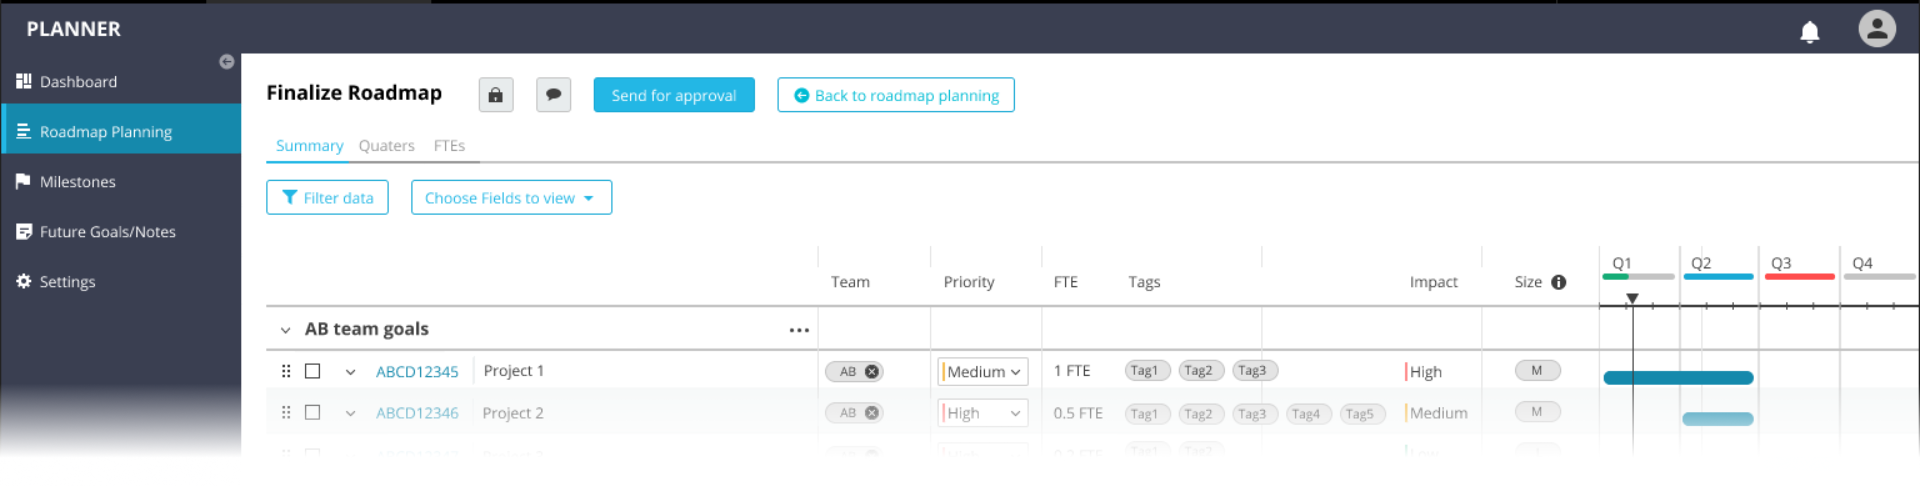 PLANNER
Dashboard
Roadmap Planning
Milestones
Future Goals/Notes
Settings
Finalize Roadmap
Send for approval
Back to roadmap planning
Summary Quaters FTEs
Filter data
Choose Fields to view
Q1 Q2 Q3 Q4
Team Priority FTE Tags Impact Size
AB team goals
ABCD12345 Project 1 AB Medium 1 FTE Tag1 Tag2 Tag3 High M
ABCD12346 Project 2 AB High 0.5 FTE Tag1 Tag2 Tag3 Tag4 Tag5 Medium M